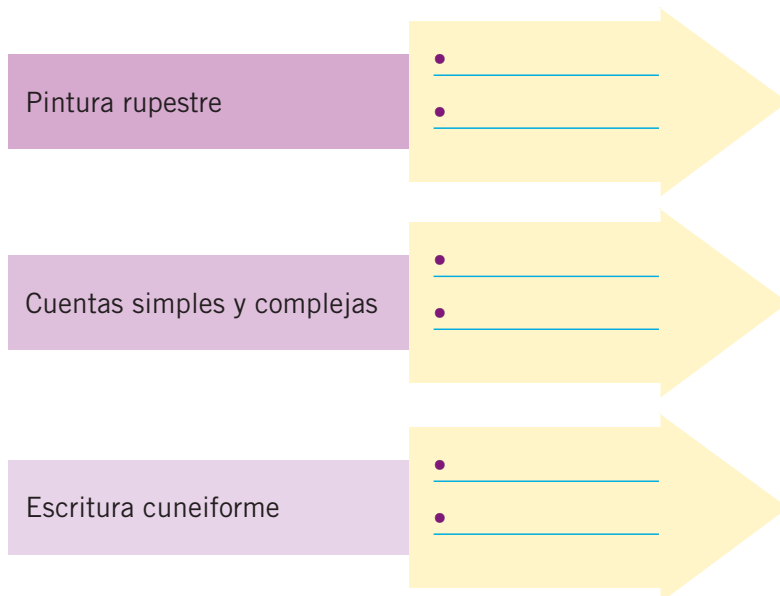 Pintura rupestre
•
•
Cuentas simples y complejas
•
•
Escritura cuneiforme
•
•